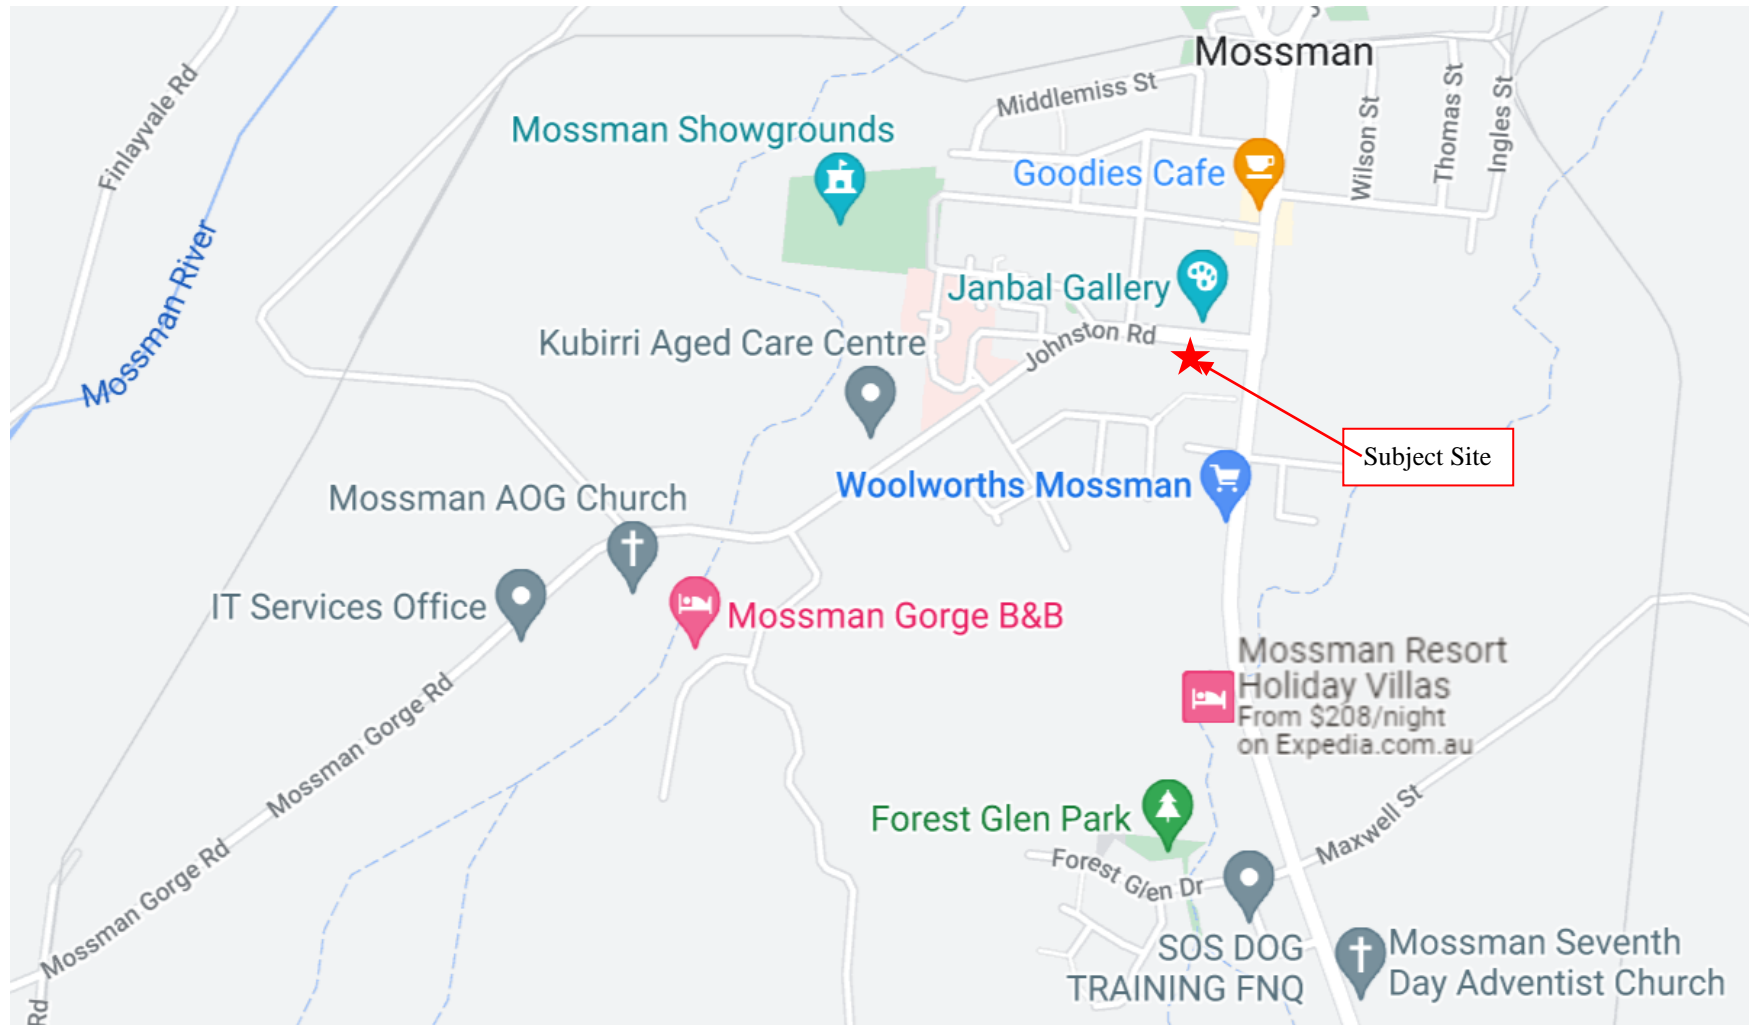 Mossman
Finlayvale Rd
Middlemiss St
Wilson St
Thomas St
Ingles St
Mossman Showgrounds
Goodies Cafe
Mossman River
Janbal Gallery
Johnston Rd
Kubirri Aged Care Centre
Subject Site
Woolworths Mossman
Mossman AOG Church
IT Services Office
Mossman Gorge B&B
Mossman Resort
Holiday Villas
From $208/night
on Expedia.com.au
Mossman Gorge Rd
Forest Glen Park
Maxwell St
Mossman Gorge Rd
Forest Glen Dr
SOS DOG
TRAINING FNQ
Mossman Seventh
Day Adventist Church
Rd